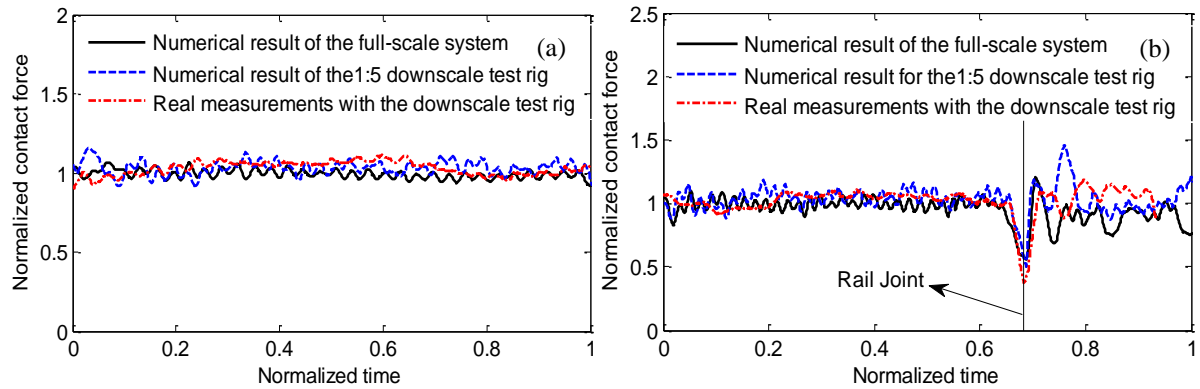 Normalized contact force
2
1.5
1
0.5
0
Numerical result of the full-scale system
(a)
Numerical result of the1:5 downscale test rig
Real measurements with the downscale test rig
0
0.2
0.4
0.6
0.8
1
Normalized time
Normalized contact force
2.5
2
1.5
1
0.5
0
Numerical result of the full-scale system
(b)
Numerical result for the1:5 downscale test rig
Real measurements with the downscale test rig
Rail Joint
0
0.2
0.4
0.6
0.8
1
Normalized time